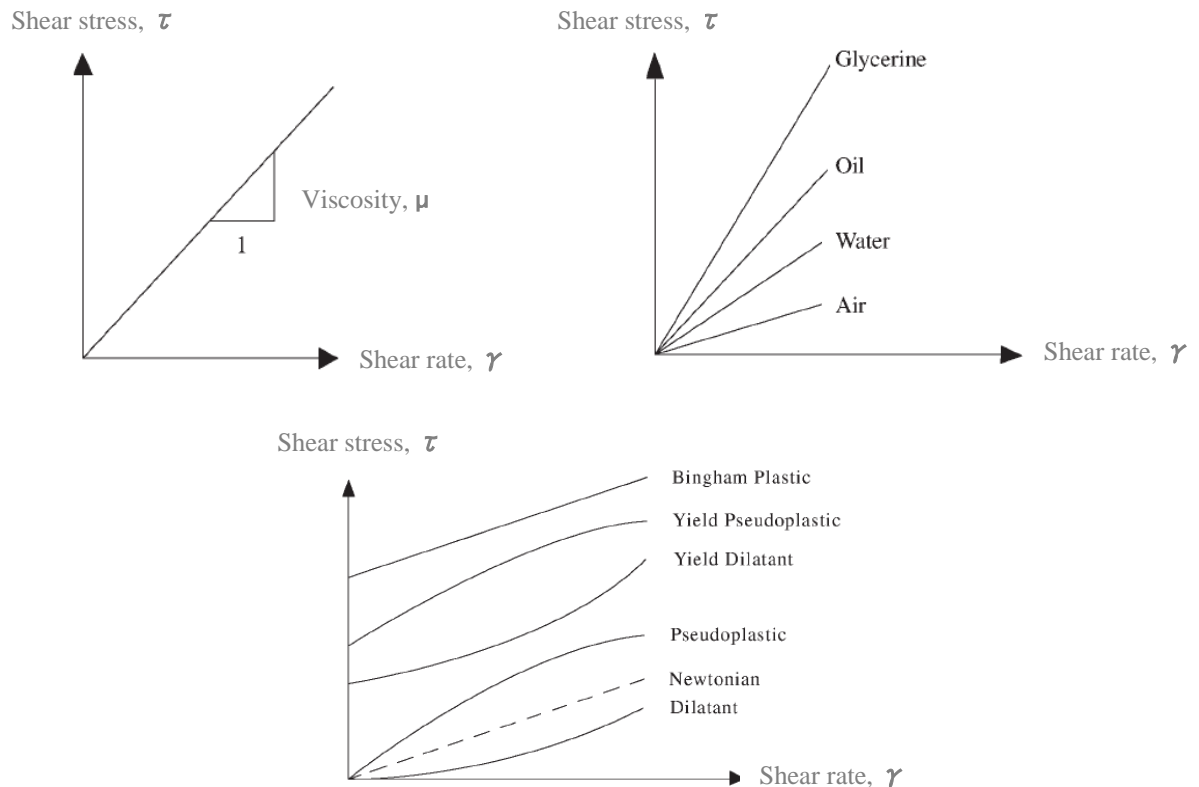 Shear stress, τ
Viscosity, μ
1
Shear rate, γ
Shear stress, τ
Glycerine
Oil
Water
Air
Shear rate, γ
Shear stress, τ
Bingham Plastic
Yield Pseudoplastic
Yield Dilatant
Pseudoplastic
Newtonian
Dilatant
Shear rate, γ